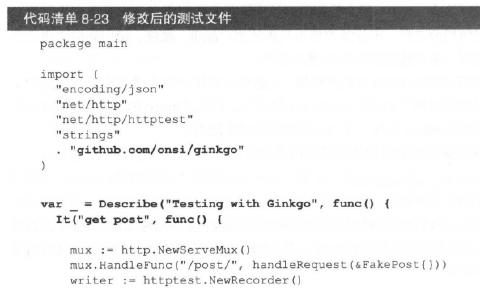 代码清单 8-23 修改后的测试文件
package main
import (
"encoding/json"
"net/http"
"net/http/httptest"
"strings"
. "github.com/onsi/ginkgo"
)
var _ = Describe("Testing with Ginkgo", func() {
It("get post", func() {
mux := http.NewServeMux()
mux.HandleFunc("/post/", handleRequest(&FakePost{}))
writer := httptest.NewRecorder()